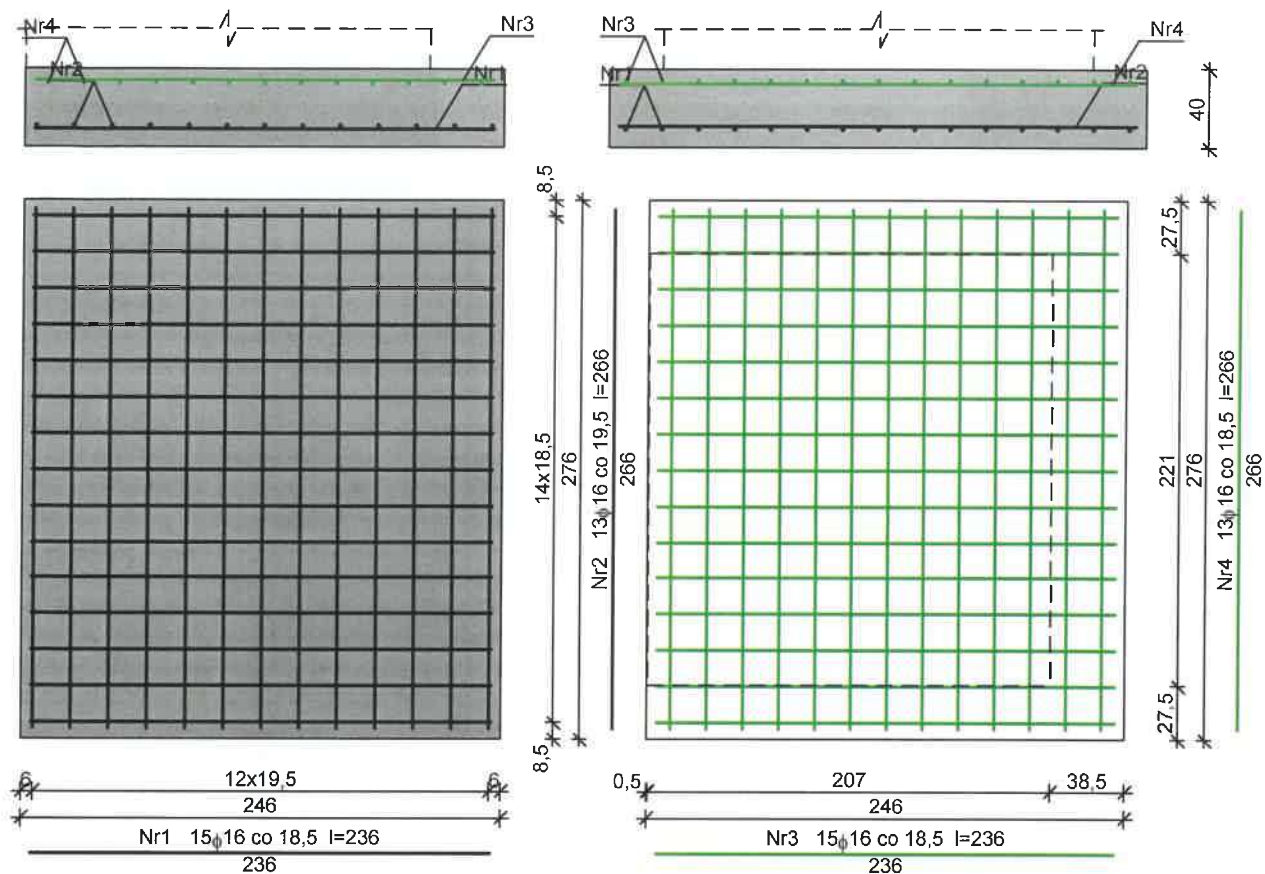 Nr4
Nr3
Nr2
Nr1
Nr3
Nr4
Nr1
Nr2
40
8,5
14x18,5
8,5
276
Nr2 13ϕ16 co 19,5 l=266
266
27,5
221
27,5
276
Nr4 13ϕ16 co 18,5 l=266
266
6
12x19,5
6
246
Nr1 15ϕ16 co 18,5 l=236
236
0,5
207
38,5
246
Nr3 15ϕ16 co 18,5 l=236
236